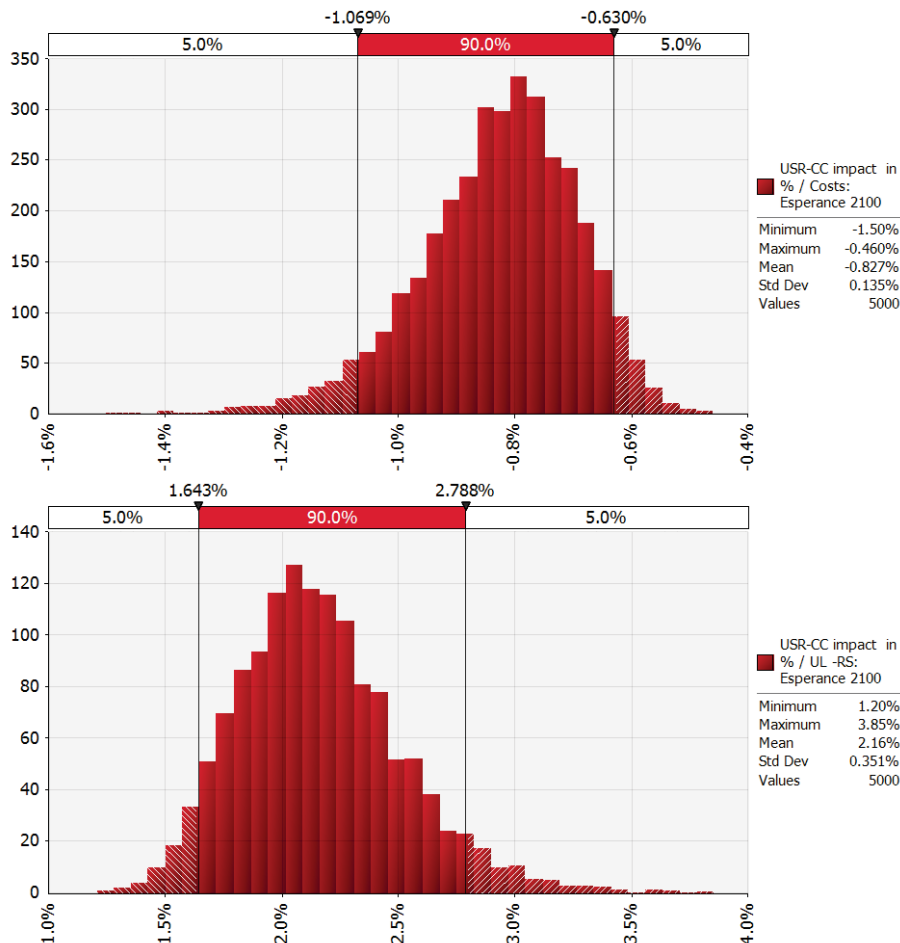 -1.069% -0.630%
5.0% 90.0% 5.0%
350
300
250
200
150
100
50
0
-1.6% -1.4% -1.2% -1.0% -0.8% -0.6% -0.4%
USR-CC impact in
% / Costs:
Esperance 2100
Minimum -1.50%
Maximum -0.460%
Mean -0.827%
Std Dev 0.135%
Values 5000
1.643% 2.788%
5.0% 90.0% 5.0%
140
120
100
80
60
40
20
0
1.0% 1.5% 2.0% 2.5% 3.0% 3.5% 4.0%
USR-CC impact in
% / UL -RS:
Esperance 2100
Minimum 1.20%
Maximum 3.85%
Mean 2.16%
Std Dev 0.351%
Values 5000